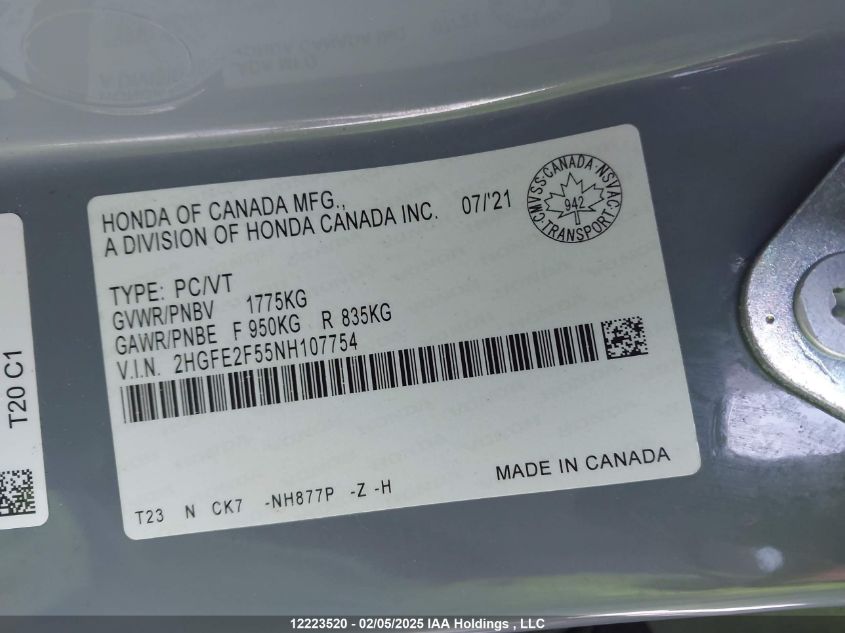 HONDA OF CANADA MFG.,
A DIVISION OF HONDA CANADA INC. 07/'21
CMVSS·CANADA·NSVAC·TRANSPORT·
942
TYPE: PC/VT
GVWR/PNBV 1775KG
GAWR/PNBE F 950KG R 835KG
V.I.N. 2HGFE2F55NH107754
MADE IN CANADA
T23 N CK7 -NH877P -Z -H
T20 C1
12223520 - 02/05/2025 IAA Holdings , LLC